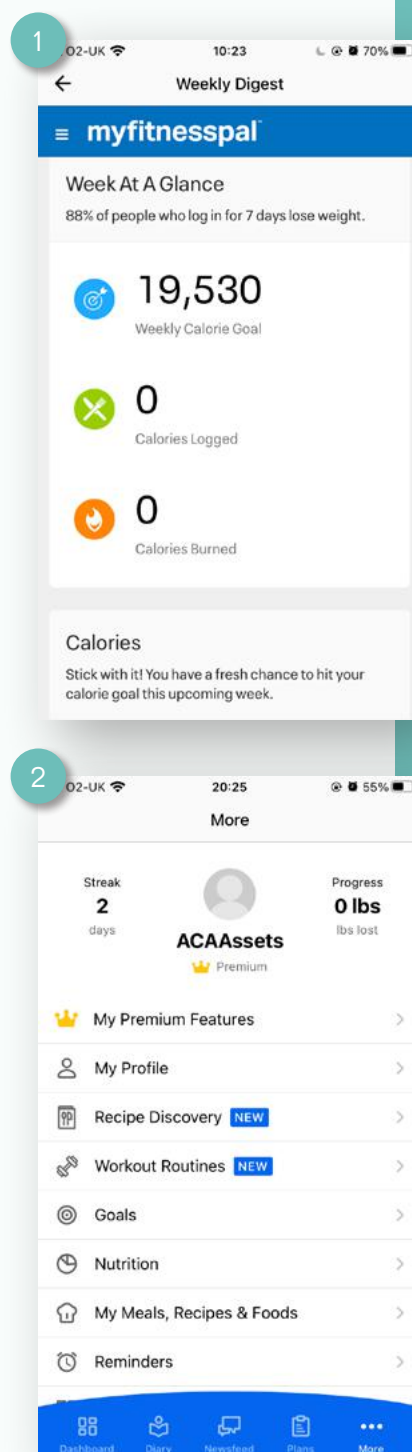 1
O2-UK 10:23 70%
Weekly Digest
myfitnesspal
Week At A Glance
88% of people who log in for 7 days lose weight.
19,530
Weekly Calorie Goal
0
Calories Logged
0
Calories Burned
Calories
Stick with it! You have a fresh chance to hit your
calorie goal this upcoming week.
2
O2-UK 20:25 55%
More
Streak
2
days
ACAAssets
Premium
Progress
0 lbs
lbs lost
My Premium Features
My Profile
Recipe Discovery NEW
Workout Routines NEW
Goals
Nutrition
My Meals, Recipes & Foods
Reminders
Dashboard Diary Newsfeed Plans More